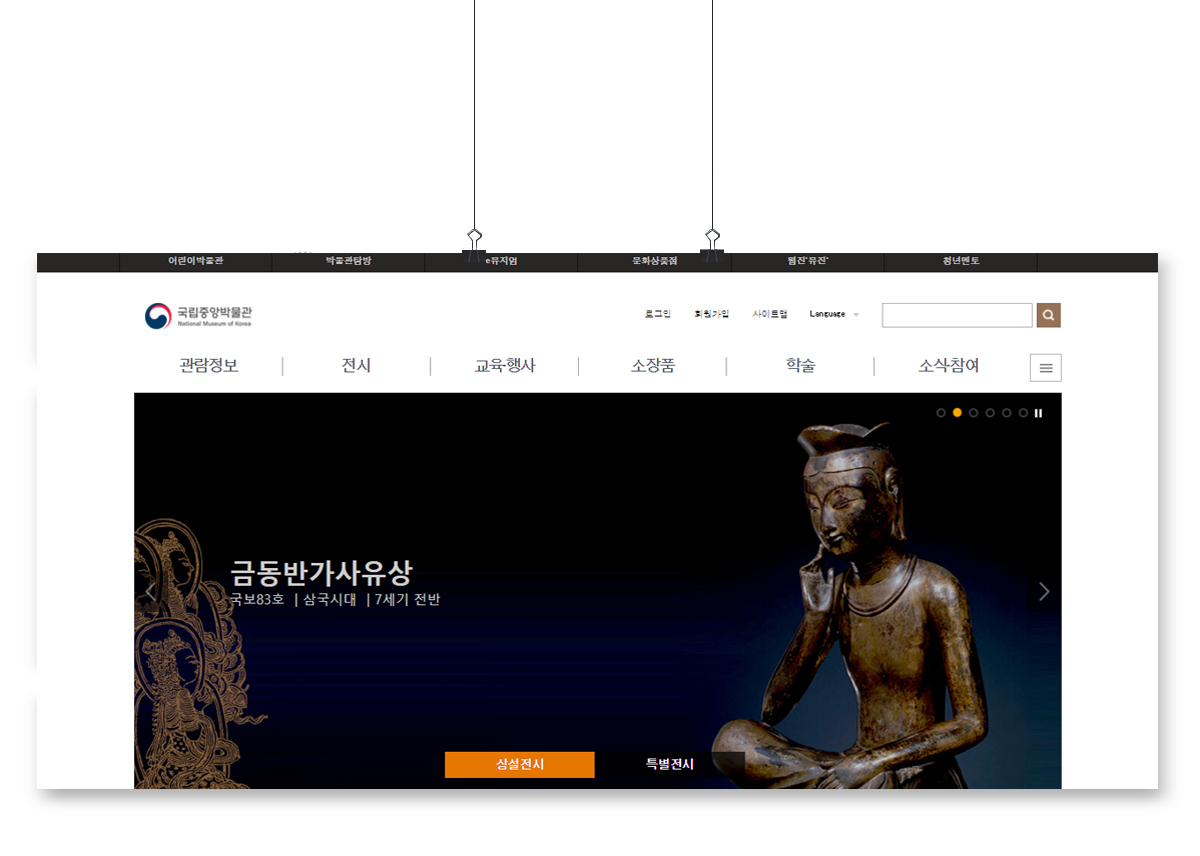 어린이박물관 박물관탐방 e뮤지엄 문화상품점 웹진'뮤진' 청년멘토
국립중앙박물관
National Museum of Korea
로그인 회원가입 사이트맵 Language
관람정보 전시 교육·행사 소장품 학술 소식·참여
금동반가사유상
국보83호 | 삼국시대 | 7세기 전반
상설전시 특별전시